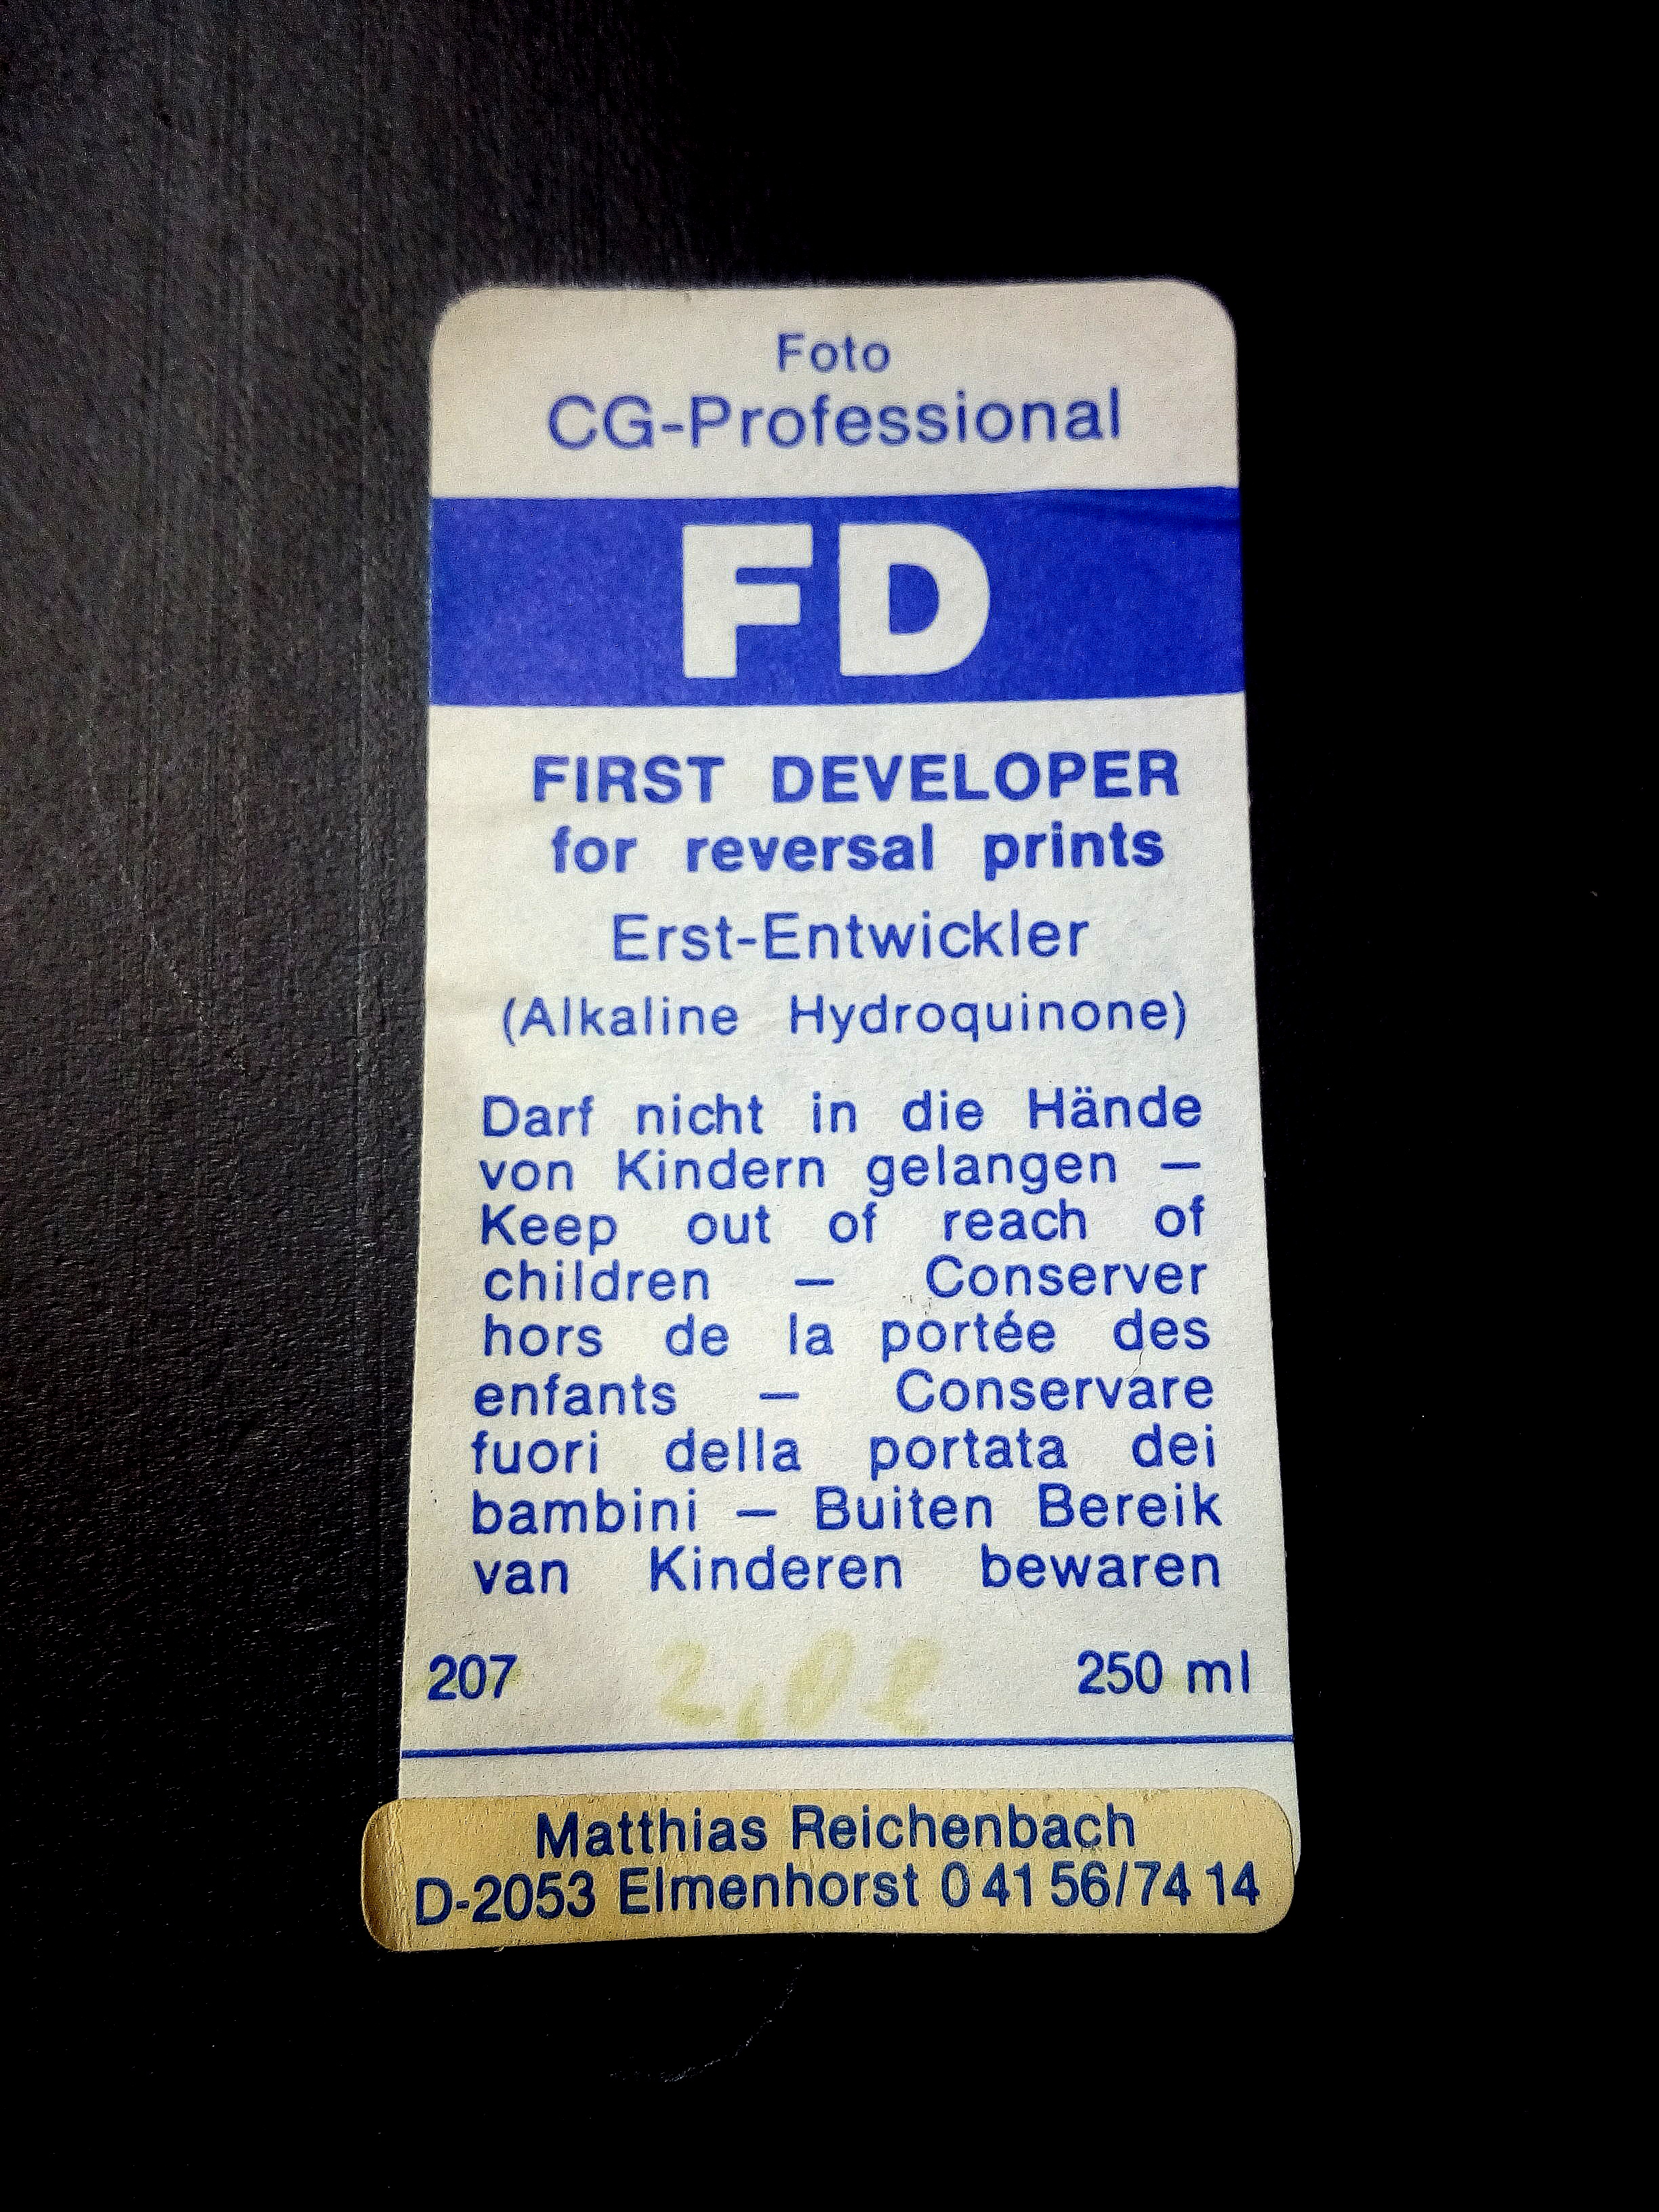 Foto
CG-Professional
FD
FIRST DEVELOPER
for reversal prints
Erst-Entwickler
(Alkaline Hydroquinone)
Darf nicht in die Hände
von Kindern gelangen –
Keep out of reach of
children – Conserver
hors de la portée des
enfants – Conservare
fuori della portata dei
bambini – Buiten Bereik
van Kinderen bewaren
207 2,0 l 250 ml
Matthias Reichenbach
D-2053 Elmenhorst 0 41 56/74 14